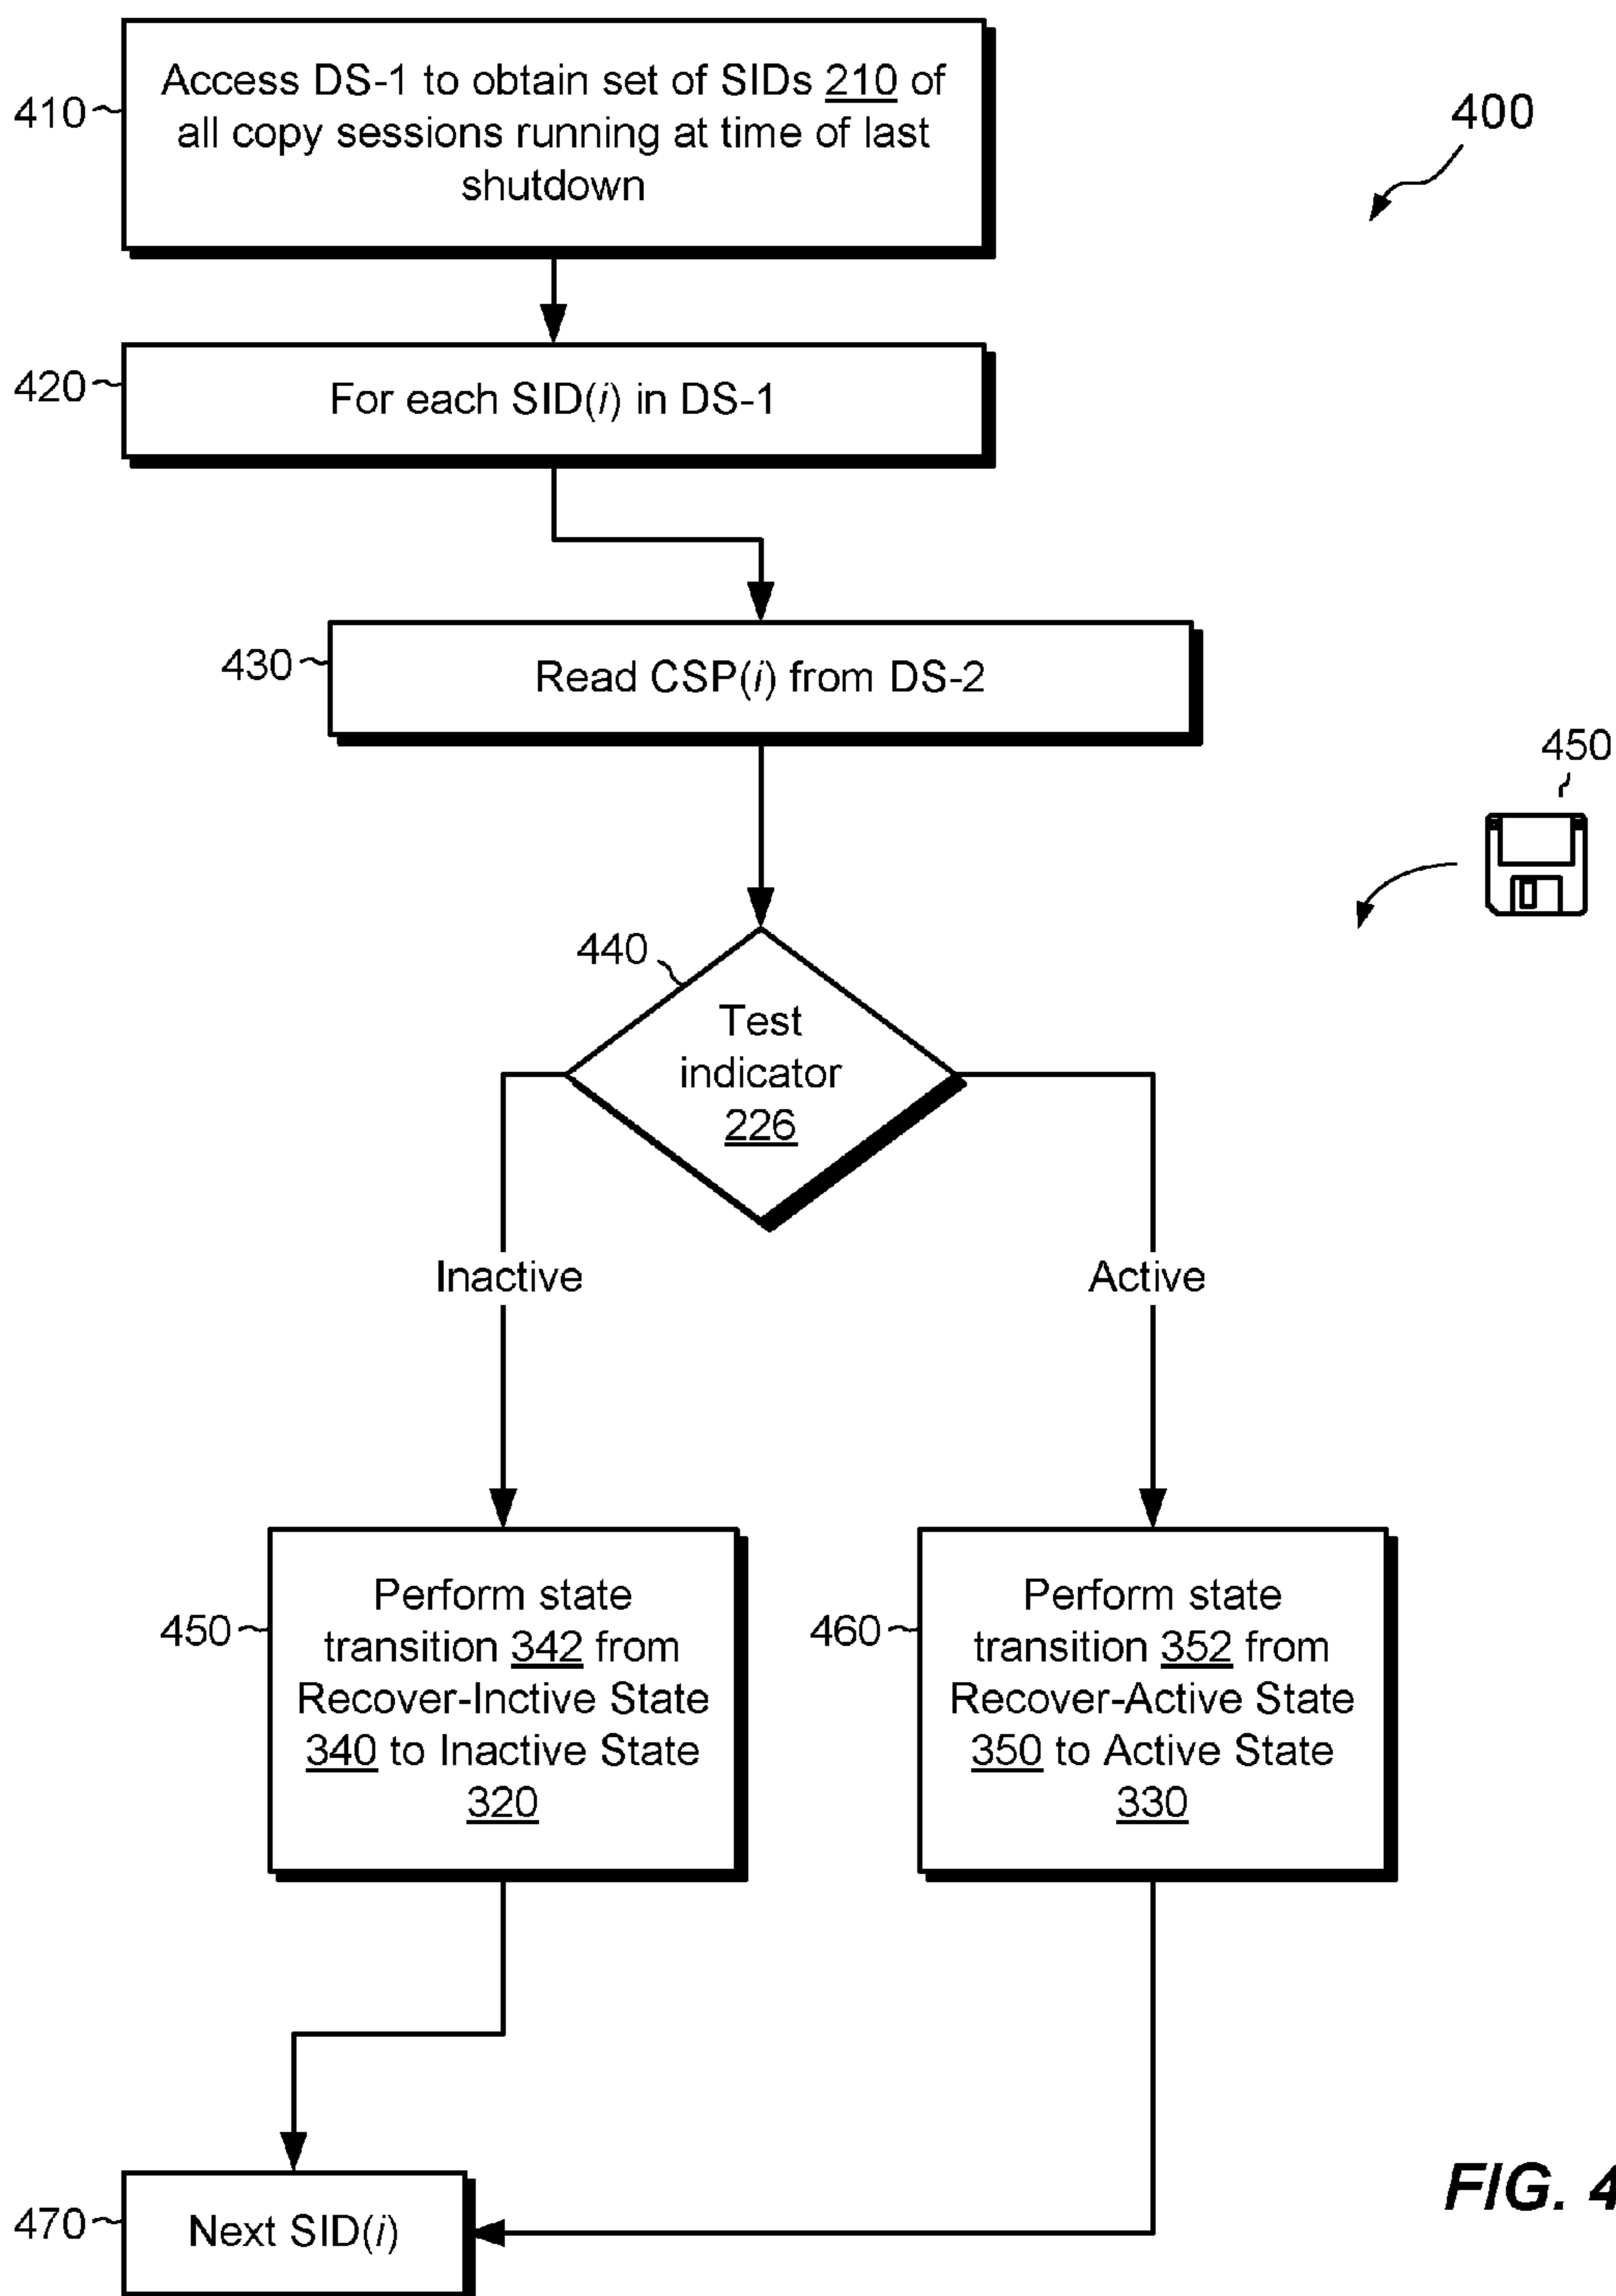 410
Access DS-1 to obtain set of SIDs 210 of
all copy sessions running at time of last
shutdown
400
420
For each SID(i) in DS-1
430
Read CSP(i) from DS-2
450
440
Test
indicator
226
Inactive
Active
450
Perform state
transition 342 from
Recover-Inctive State
340 to Inactive State
320
460
Perform state
transition 352 from
Recover-Active State
350 to Active State
330
470
Next SID(i)
FIG. 4